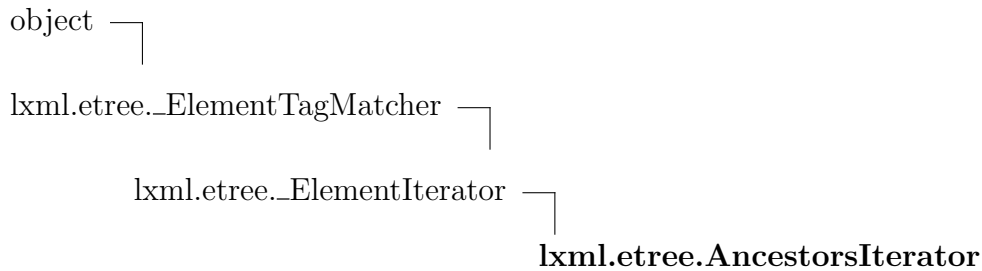 object
lxml.etree._ElementTagMatcher
lxml.etree._ElementIterator
lxml.etree.AncestorsIterator